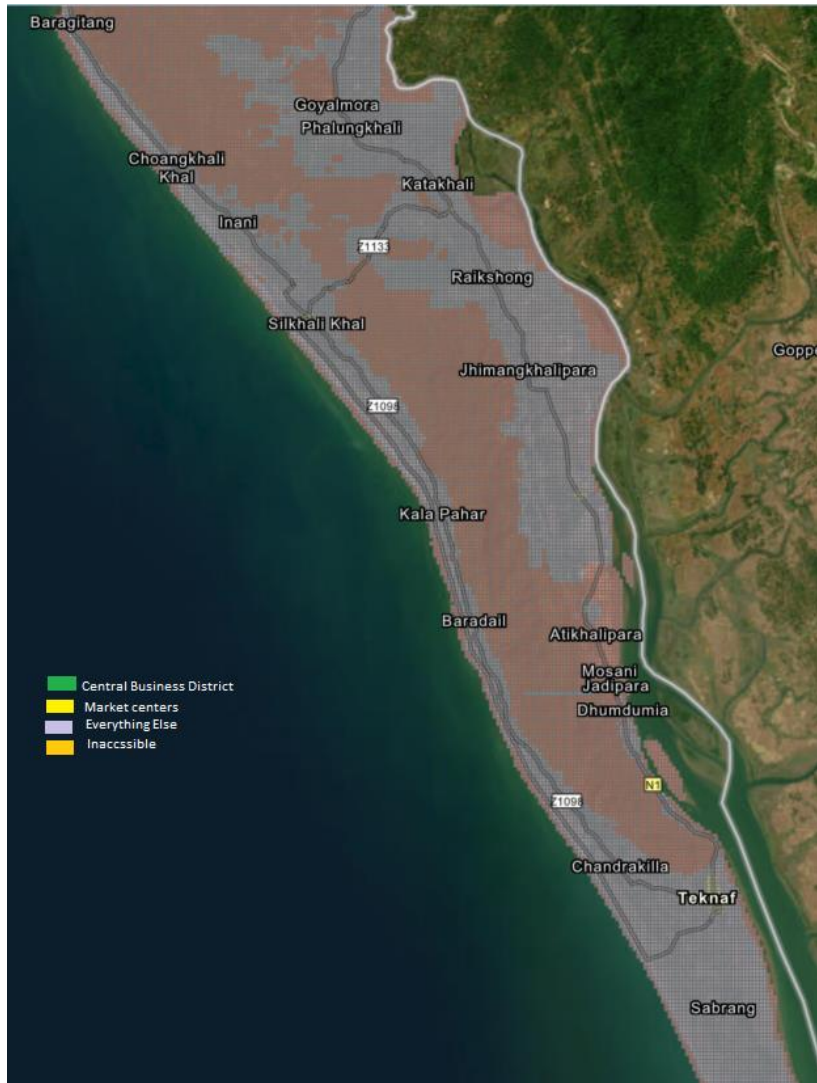 Baragitang
Goyalmora
Phalungkhali
Choangkhali
Khal
Katakhali
Inani
Z1133
Raikshong
Silkhali Khal
Jhimangkhalipara
Z1098
Kala Pahar
Baradail
Atikhalipara
Mosani
Jadipara
Dhumdumia
Central Business District
Market centers
Everything Else
Inaccssible
N1
Z1098
Chandrakilla
Teknaf
Sabrang